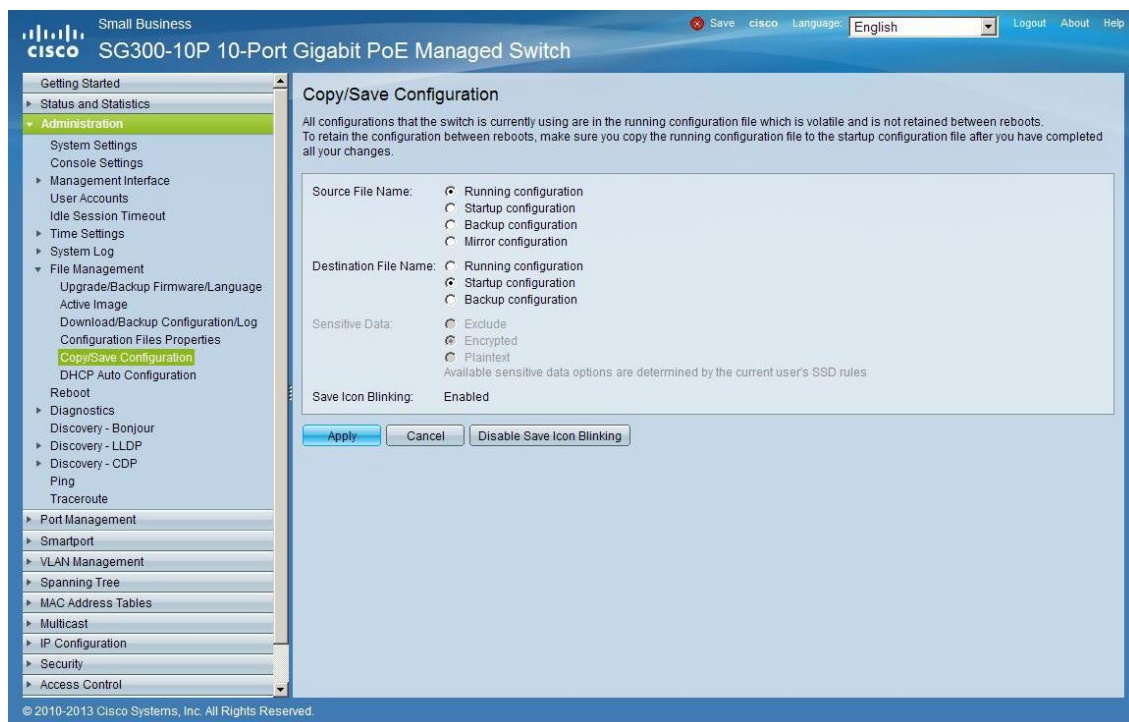 Small Business
Save cisco Language: English Logout About Help
CISCO SG300-10P 10-Port Gigabit PoE Managed Switch
Getting Started
Status and Statistics
Administration
System Settings
Console Settings
Management Interface
User Accounts
Idle Session Timeout
Time Settings
System Log
File Management
Upgrade/Backup Firmware/Language
Active Image
Download/Backup Configuration/Log
Configuration Files Properties
Copy/Save Configuration
DHCP Auto Configuration
Reboot
Diagnostics
Discovery - Bonjour
Discovery - LLDP
Discovery - CDP
Ping
Traceroute
Port Management
Smartport
VLAN Management
Spanning Tree
MAC Address Tables
Multicast
IP Configuration
Security
Access Control
Copy/Save Configuration
All configurations that the switch is currently using are in the running configuration file which is volatile and is not retained between reboots.
To retain the configuration between reboots, make sure you copy the running configuration file to the startup configuration file after you have completed
all your changes.
Source File Name: Running configuration
Startup configuration
Backup configuration
Mirror configuration
Destination File Name: Running configuration
Startup configuration
Backup configuration
Sensitive Data: Exclude
Encrypted
Plaintext
Available sensitive data options are determined by the current user's SSD rules
Save Icon Blinking: Enabled
Apply Cancel Disable Save Icon Blinking
© 2010-2013 Cisco Systems, Inc. All Rights Reserved.